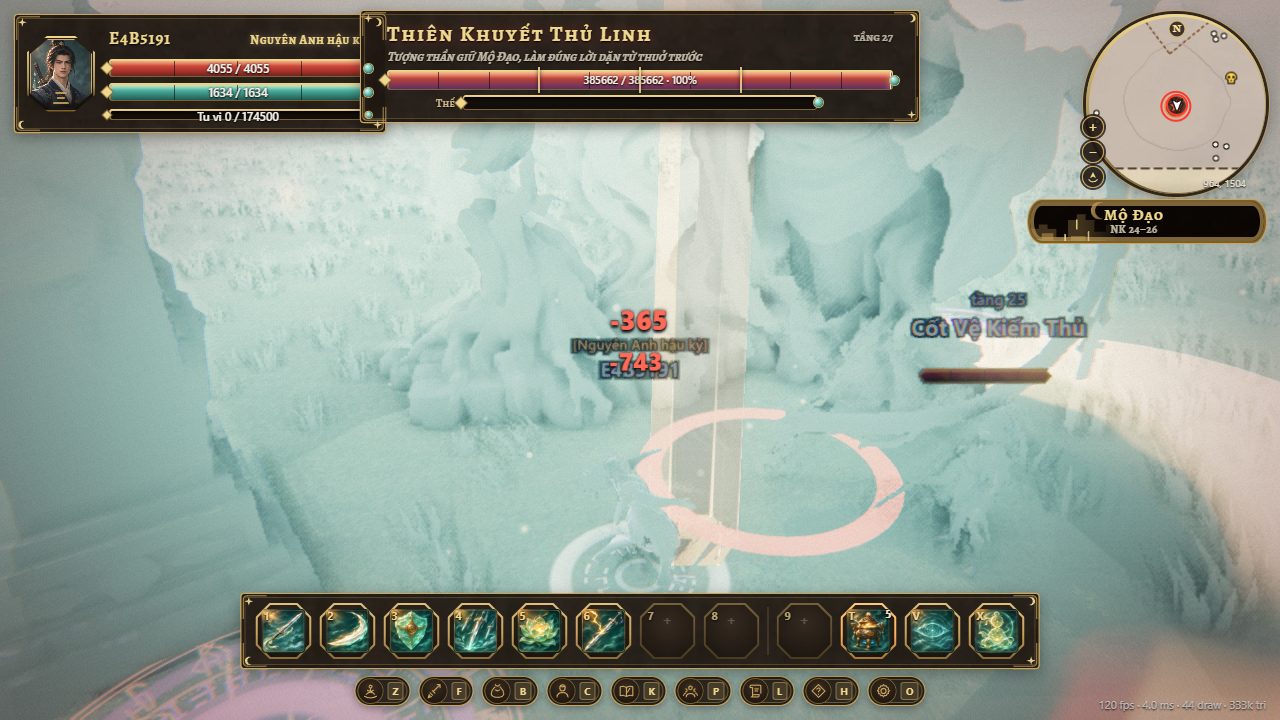 E4B5191
Nguyên Anh hậu k
4055 / 4055
1634 / 1634
Tu vi 0 / 174500
Thiên Khuyết Thủ Linh
Tầng 27
Tượng thần giữ Mộ Đạo, làm đúng lời dặn từ thuở trước
385662 / 385662 · 100%
Thế
N
+
−
964, 1504
Mộ Đạo
NK 24–26
tầng 25
Cốt Vệ Kiếm Thủ
-365
[Nguyên Anh hậu kỳ]
-743
E4B5191
1 2 3 4 5 6 7 8 9 T 5 V X
Z F B C K P L H O
120 fps · 4.0 ms · 44 draw · 333k tri